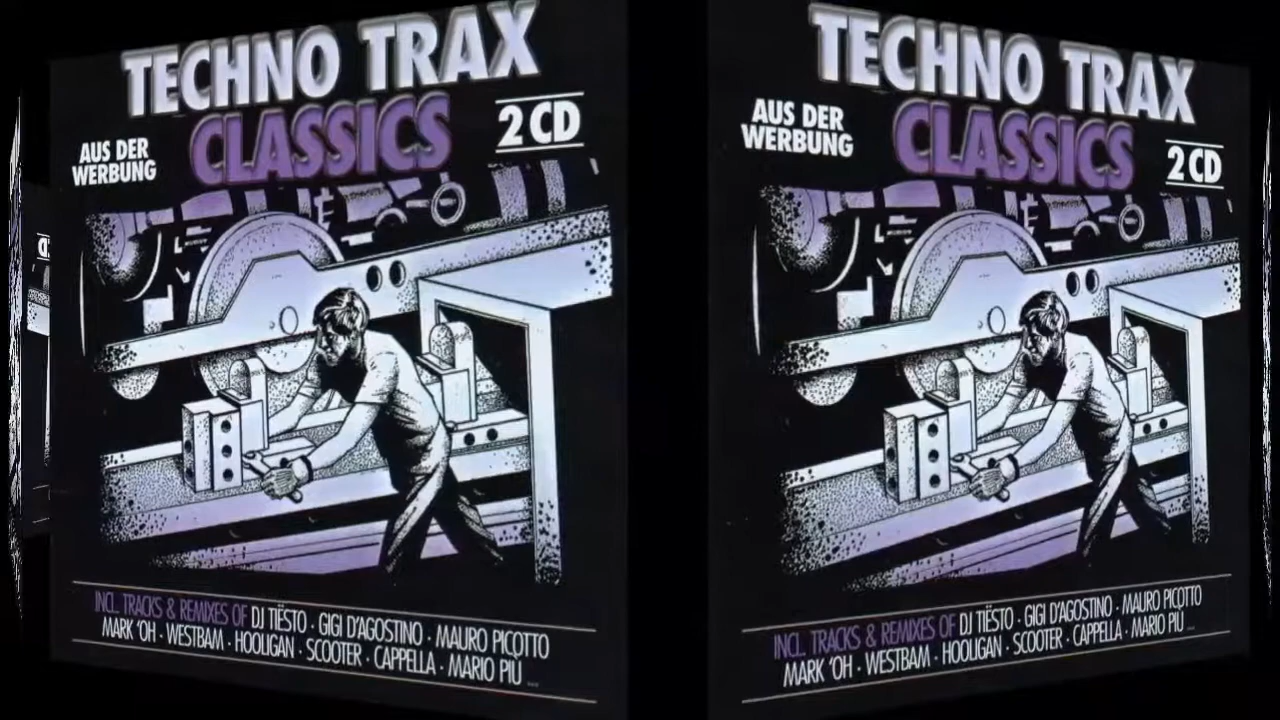 TECHNO TRAX
CLASSICS
2 CD
AUS DER
WERBUNG
INCL. TRACKS & REMIXES OF DJ TIËSTO · GIGI D'AGOSTINO · MAURO PICOTTO
MARK 'OH · WESTBAM · HOOLIGAN · SCOOTER · CAPPELLA · MARIO PIÙ ...
TECHNO TRAX
CLASSICS
2 CD
AUS DER
WERBUNG
INCL. TRACKS & REMIXES OF DJ TIËSTO · GIGI D'AGOSTINO · MAURO PICOTTO
MARK 'OH · WESTBAM · HOOLIGAN · SCOOTER · CAPPELLA · MARIO PIÙ ...